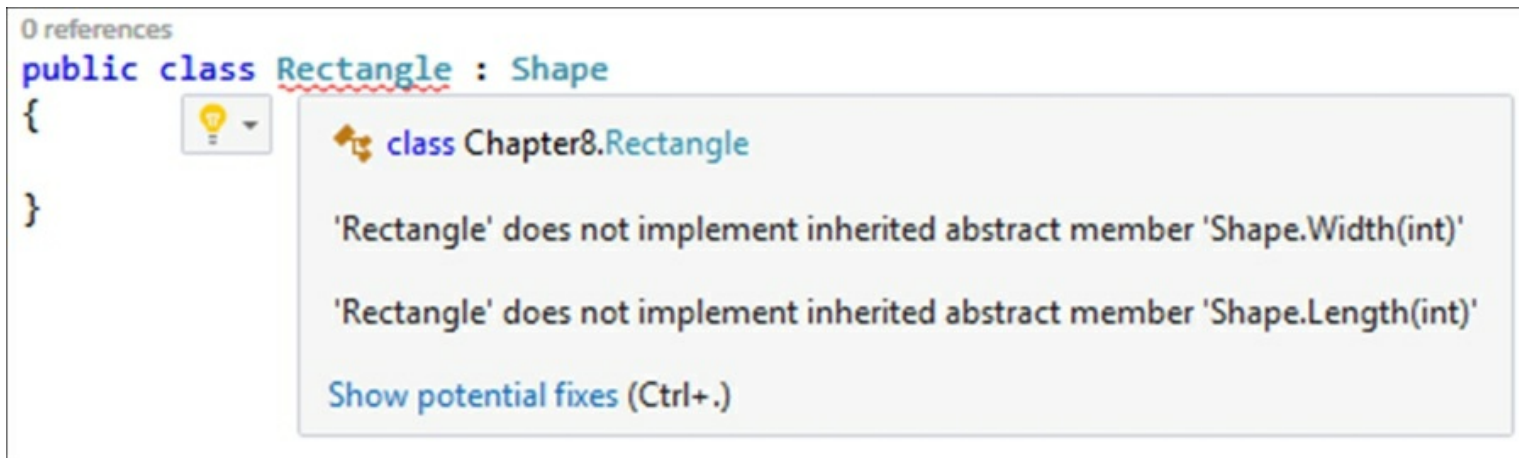 0 references
public class Rectangle : Shape
{
class Chapter8.Rectangle
}
'Rectangle' does not implement inherited abstract member 'Shape.Width(int)'
'Rectangle' does not implement inherited abstract member 'Shape.Length(int)'
Show potential fixes (Ctrl+.)